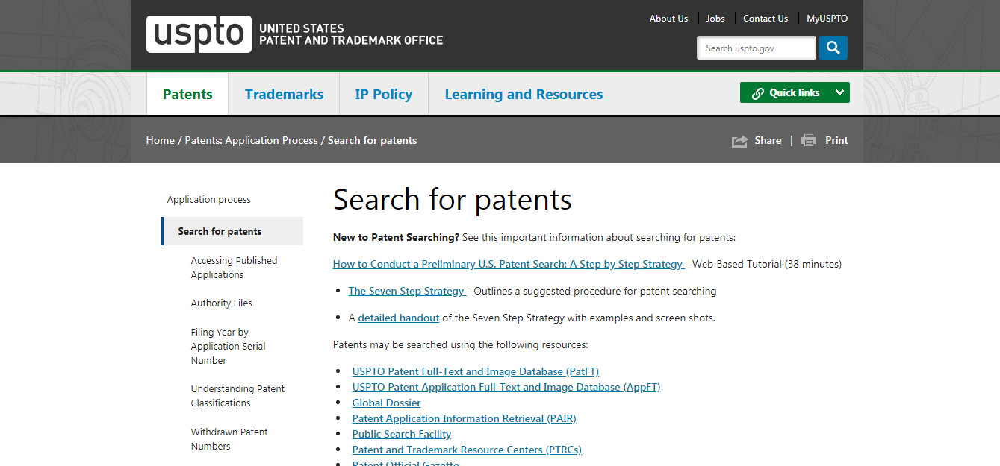 uspto UNITED STATES
PATENT AND TRADEMARK OFFICE
About Us Jobs Contact Us MyUSPTO
Search uspto.gov
Patents Trademarks IP Policy Learning and Resources Quick links
Home / Patents: Application Process / Search for patents
Share | Print
Application process
Search for patents
Accessing Published
Applications
Authority Files
Filing Year by
Application Serial
Number
Understanding Patent
Classifications
Withdrawn Patent
Numbers
Search for patents
New to Patent Searching? See this important information about searching for patents:
How to Conduct a Preliminary U.S. Patent Search: A Step by Step Strategy - Web Based Tutorial (38 minutes)
• The Seven Step Strategy - Outlines a suggested procedure for patent searching
• A detailed handout of the Seven Step Strategy with examples and screen shots.
Patents may be searched using the following resources:
• USPTO Patent Full-Text and Image Database (PatFT)
• USPTO Patent Application Full-Text and Image Database (AppFT)
• Global Dossier
• Patent Application Information Retrieval (PAIR)
• Public Search Facility
• Patent and Trademark Resource Centers (PTRCs)
• Patent Official Gazette